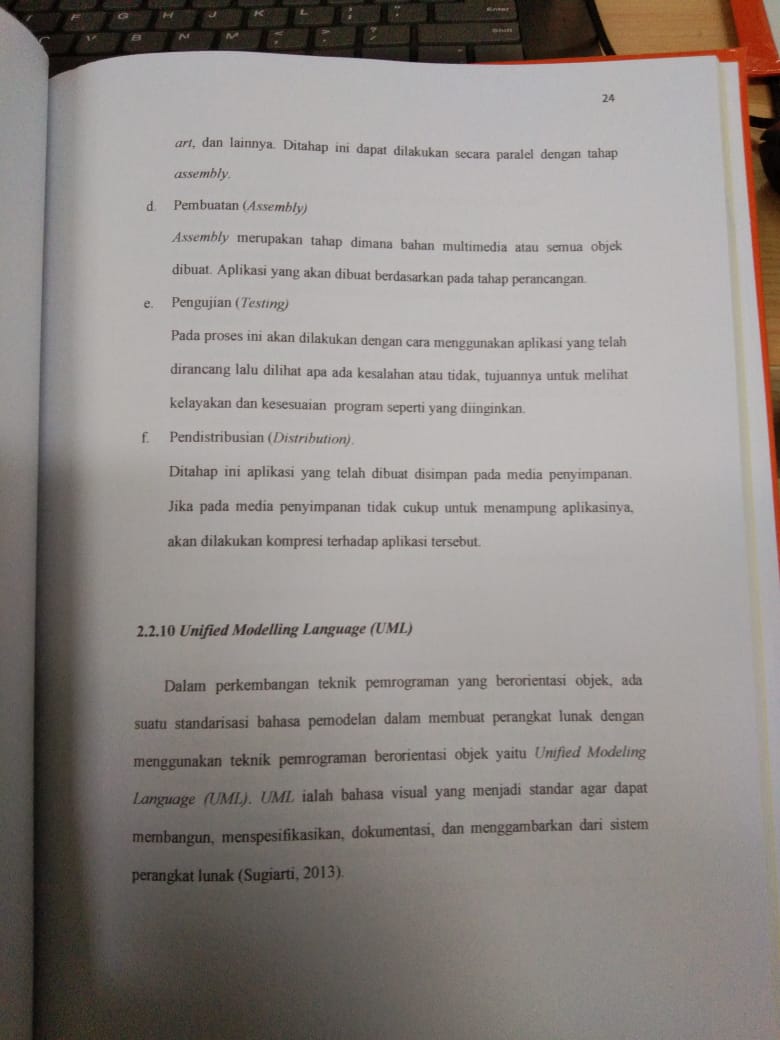 F G H J K L ; " Enter
C V B N M < > ? Shift
24
art, dan lainnya. Ditahap ini dapat dilakukan secara paralel dengan tahap
assembly.
d. Pembuatan (Assembly)
Assembly merupakan tahap dimana bahan multimedia atau semua objek
dibuat. Aplikasi yang akan dibuat berdasarkan pada tahap perancangan.
e. Pengujian (Testing)
Pada proses ini akan dilakukan dengan cara menggunakan aplikasi yang telah
dirancang lalu dilihat apa ada kesalahan atau tidak, tujuannya untuk melihat
kelayakan dan kesesuaian program seperti yang diinginkan.
f. Pendistribusian (Distribution).
Ditahap ini aplikasi yang telah dibuat disimpan pada media penyimpanan.
Jika pada media penyimpanan tidak cukup untuk menampung aplikasinya,
akan dilakukan kompresi terhadap aplikasi tersebut.
2.2.10 Unified Modelling Language (UML)
Dalam perkembangan teknik pemrograman yang berorientasi objek, ada
suatu standarisasi bahasa pemodelan dalam membuat perangkat lunak dengan
menggunakan teknik pemrograman berorientasi objek yaitu Unified Modeling
Language (UML). UML ialah bahasa visual yang menjadi standar agar dapat
membangun, menspesifikasikan, dokumentasi, dan menggambarkan dari sistem
perangkat lunak (Sugiarti, 2013).